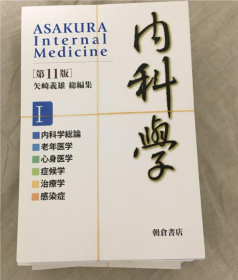 ASAKURA
Internal
Medicine
[第11版]
矢﨑義雄 総編集
I
内科学総論
老年医学
心身医学
症候学
治療学
感染症
内科學
朝倉書店